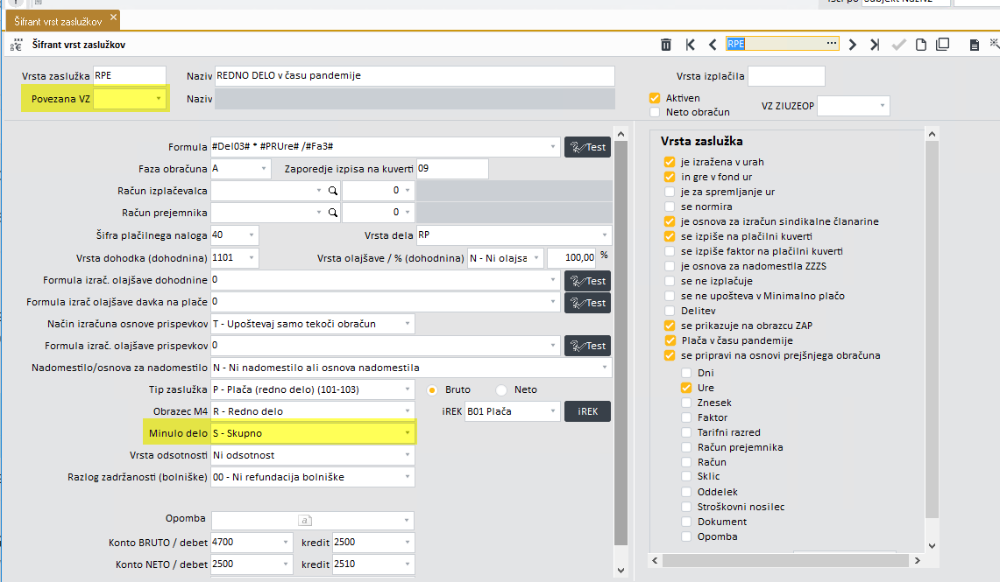 Šifrant vrst zaslužkov
Šifrant vrst zaslužkov
RPE
Vrsta zaslužka RPE Naziv REDNO DELO v času pandemije Vrsta izplačila
Povezana VZ Naziv
Aktiven
Neto obračun
VZ ZIUZEOP
Formula #Del03# * #PRUre# /#Fa3# Test
Faza obračuna A Zaporedje izpisa na kuverti 09
Račun izplačevalca 0
Račun prejemnika 0
Šifra plačilnega naloga 40 Vrsta dela RP
Vrsta dohodka (dohodnina) 1101 Vrsta olajšave / % (dohodnina) N - Ni olajsa 100,00 %
Formula izrač. olajšave dohodnine 0 Test
Formula izrač olajšave davka na plače 0 Test
Način izračuna osnove prispevkov T - Upoštevaj samo tekoči obračun
Formula izrač. olajšave prispevkov 0 Test
Nadomestilo/osnova za nadomestilo N - Ni nadomestilo ali osnova nadomestila
Tip zaslužka P - Plača (redno delo) (101-103) Bruto Neto
Obrazec M4 R - Redno delo iREK B01 Plača iREK
Minulo delo S - Skupno
Vrsta odsotnosti Ni odsotnost
Razlog zadržanosti (bolniške) 00 - Ni refundacija bolniške
Opomba a
Konto BRUTO / debet 4700 kredit 2500
Konto NETO / debet 2500 kredit 2510
Vrsta zaslužka
je izražena v urah
in gre v fond ur
je za spremljanje ur
se normira
je osnova za izračun sindikalne članarine
se izpiše na plačilni kuverti
se izpiše faktor na plačilni kuverti
je osnova za nadomestila ZZZS
se ne izplačuje
se ne upošteva v Minimalno plačo
Delitev
se prikazuje na obrazcu ZAP
Plača v času pandemije
se pripravi na osnovi prejšnjega obračuna
Dni
Ure
Znesek
Faktor
Tarifni razred
Račun prejemnika
Račun
Sklic
Oddelek
Stroškovni nosilec
Dokument
Opomba